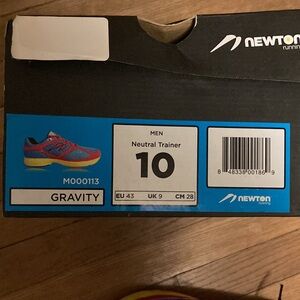 NEWTON
running
MEN
Neutral Trainer
10
M000113
GRAVITY
EU 43
UK 9
CM 28
8 48338 00186 9
NEWTON
running